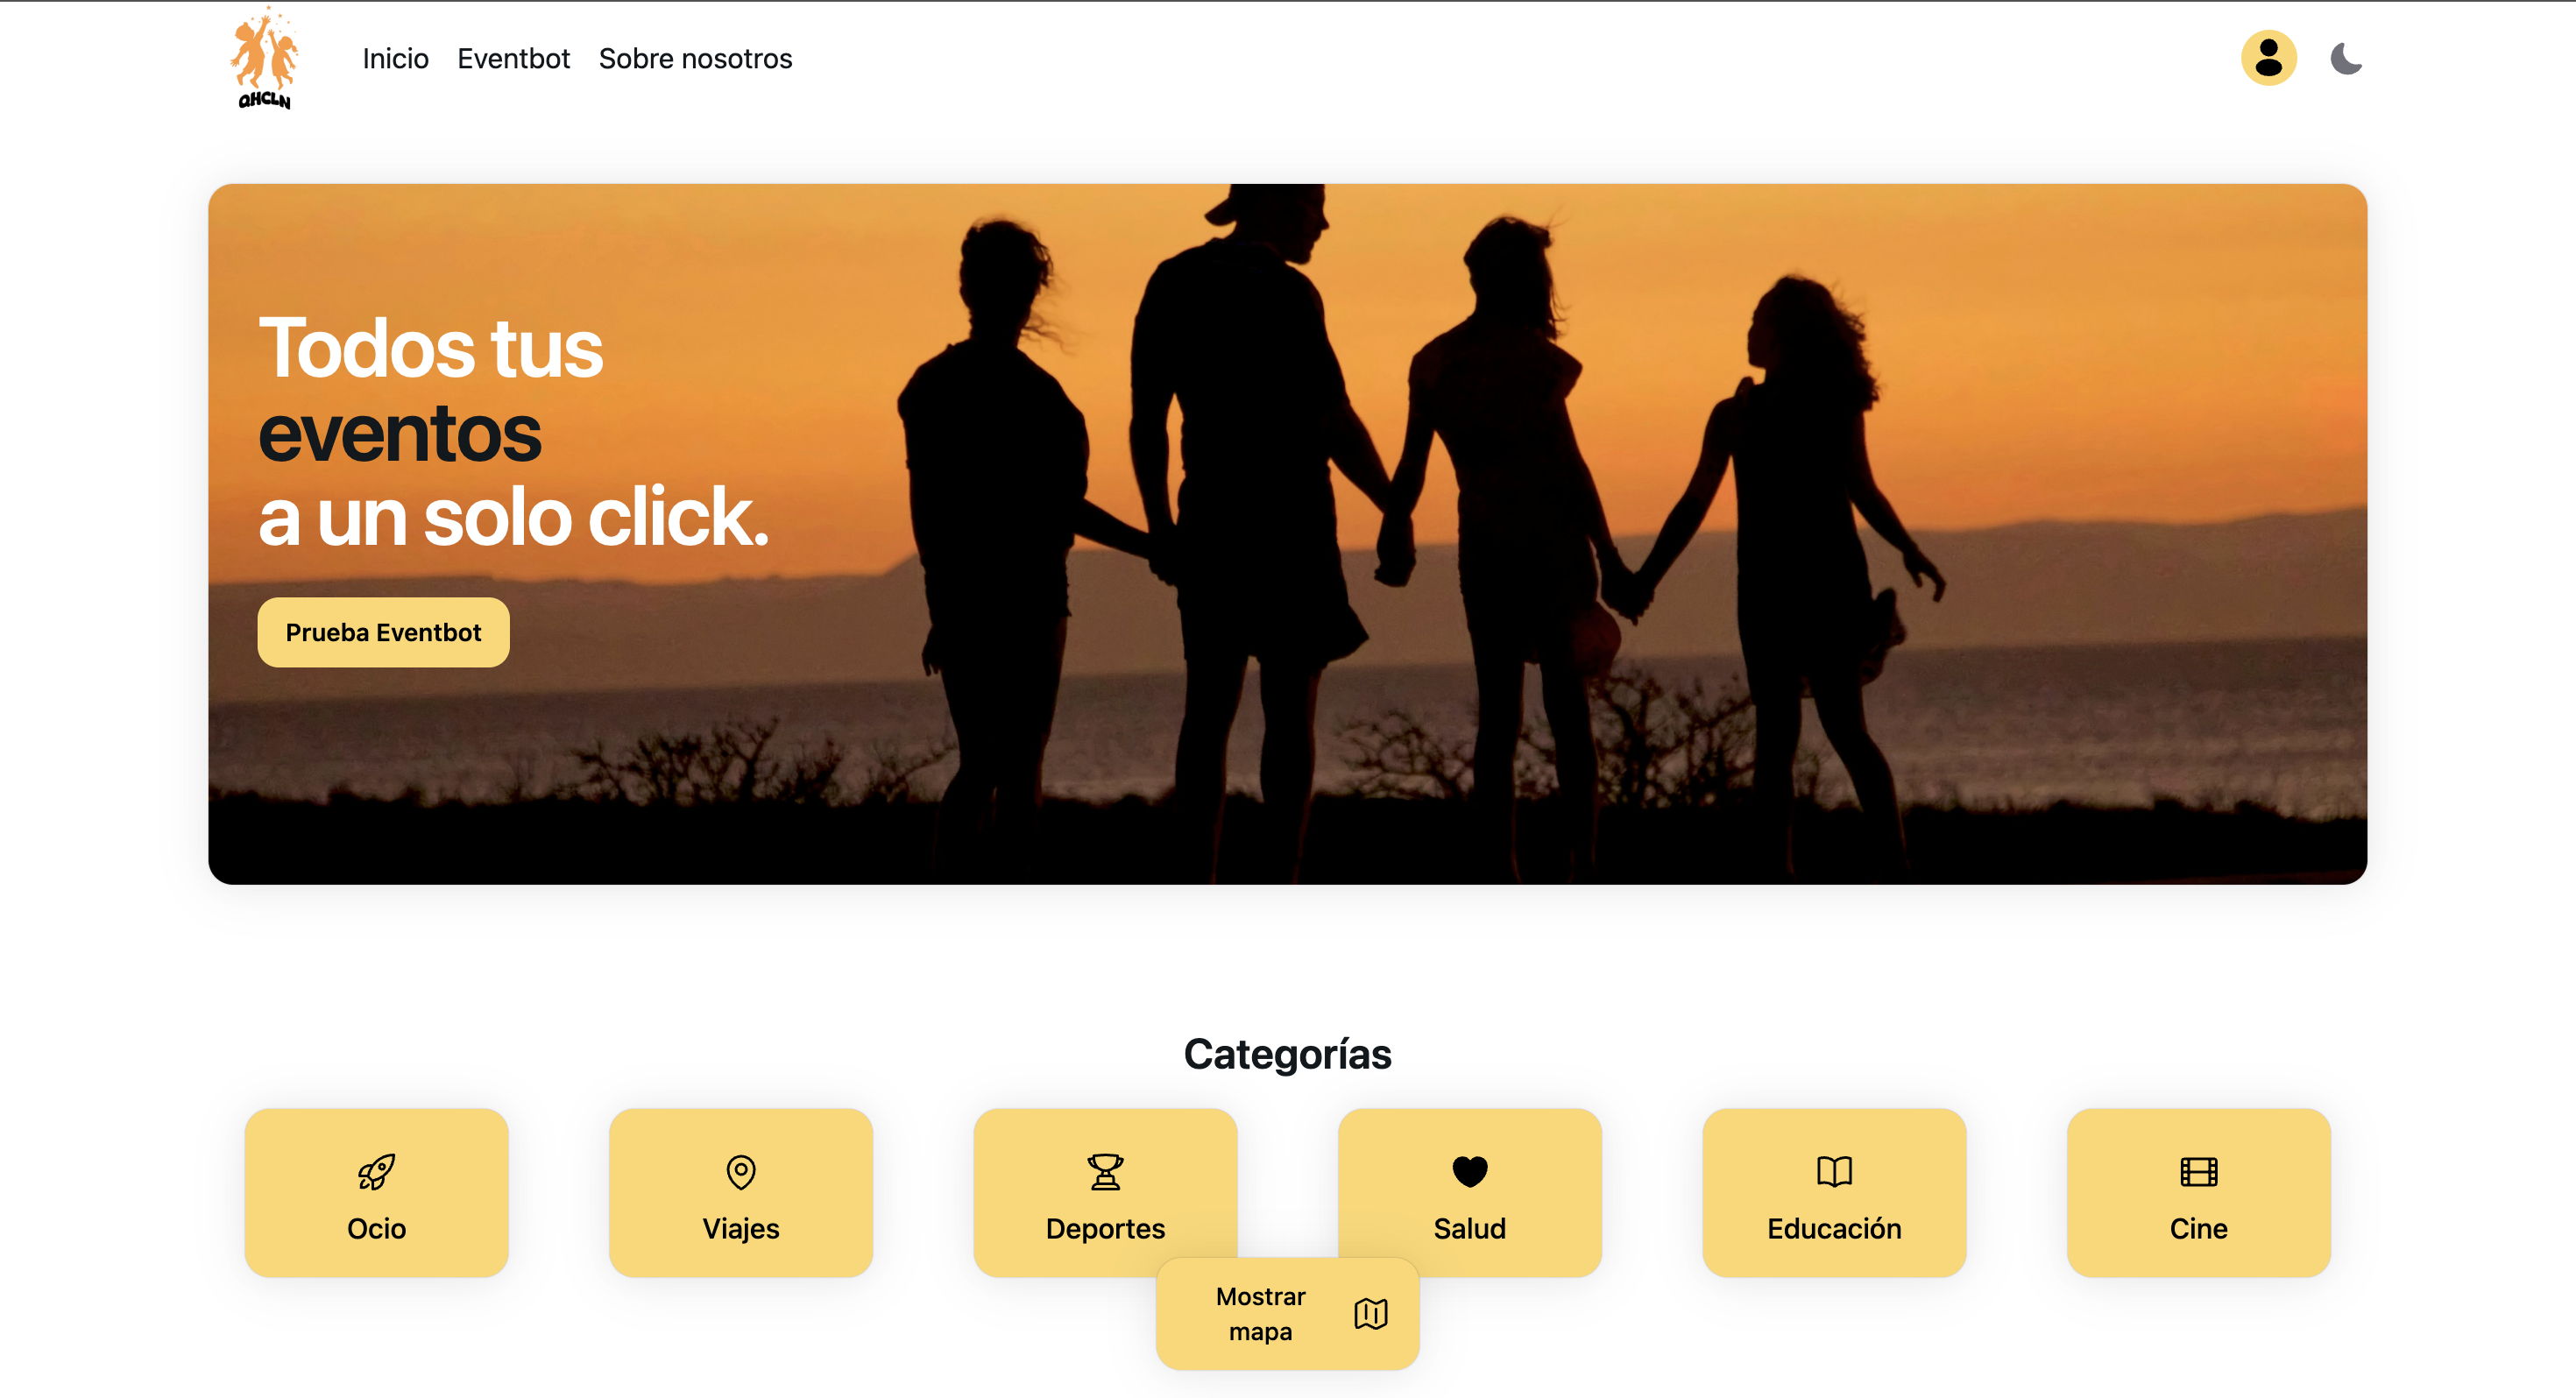 QHCLN
Inicio
Eventbot
Sobre nosotros
Todos tus
eventos
a un solo click.
Prueba Eventbot
Categorías
Ocio
Viajes
Deportes
Salud
Educación
Cine
Mostrar
mapa